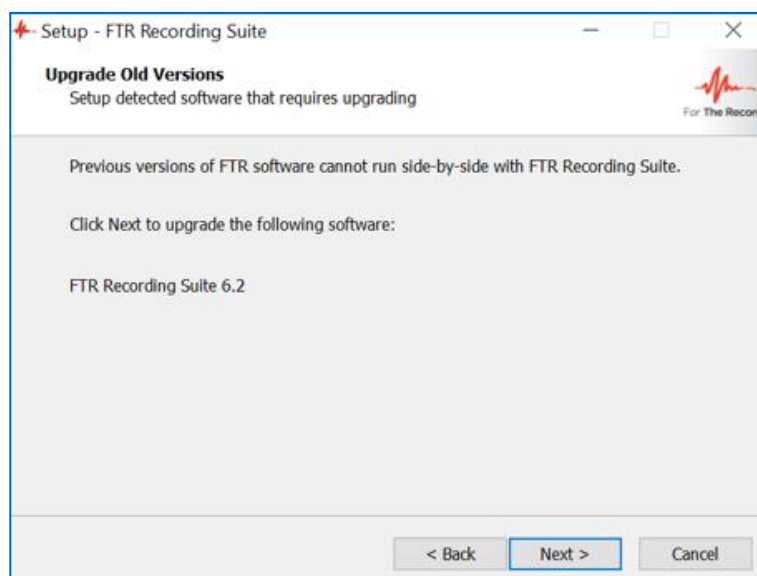 Setup - FTR Recording Suite
Upgrade Old Versions
Setup detected software that requires upgrading
For The Recor
Previous versions of FTR software cannot run side-by-side with FTR Recording Suite.
Click Next to upgrade the following software:
FTR Recording Suite 6.2
< Back Next > Cancel